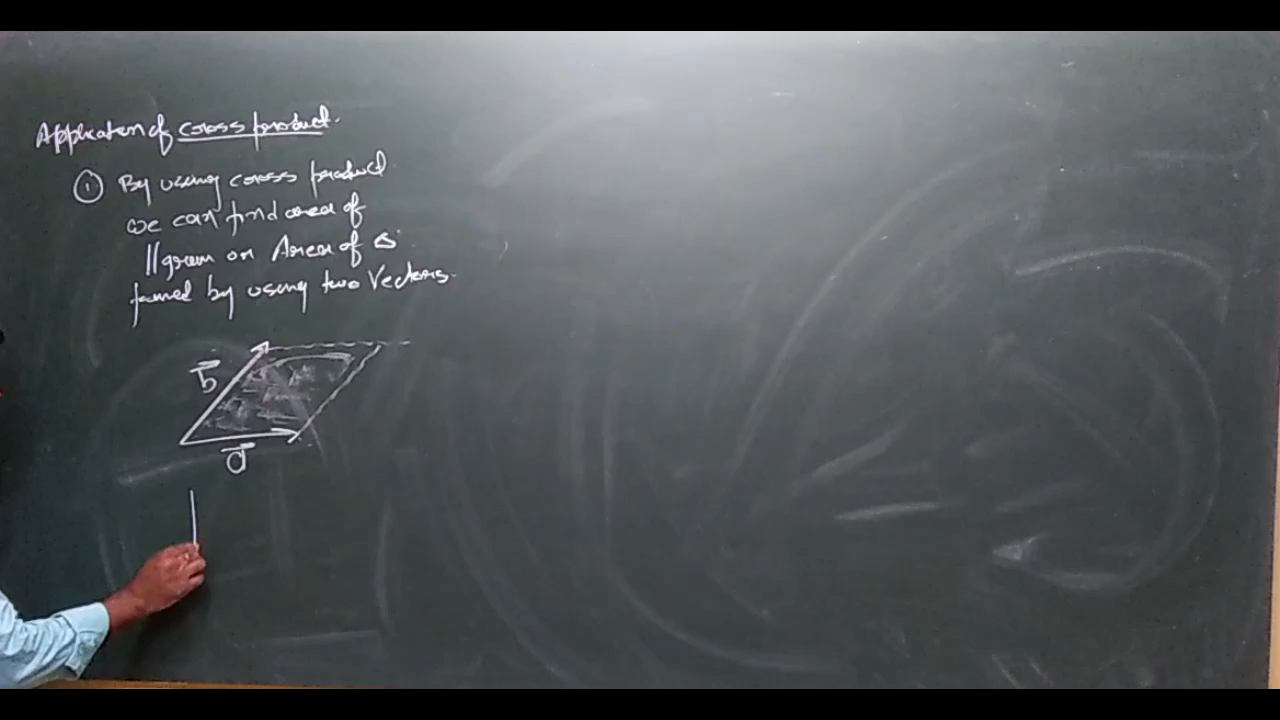 Application of cross product.
① By using cross product
we can find area of
||gram or Area of Δ
formed by using two Vectors.
b⃗
a⃗